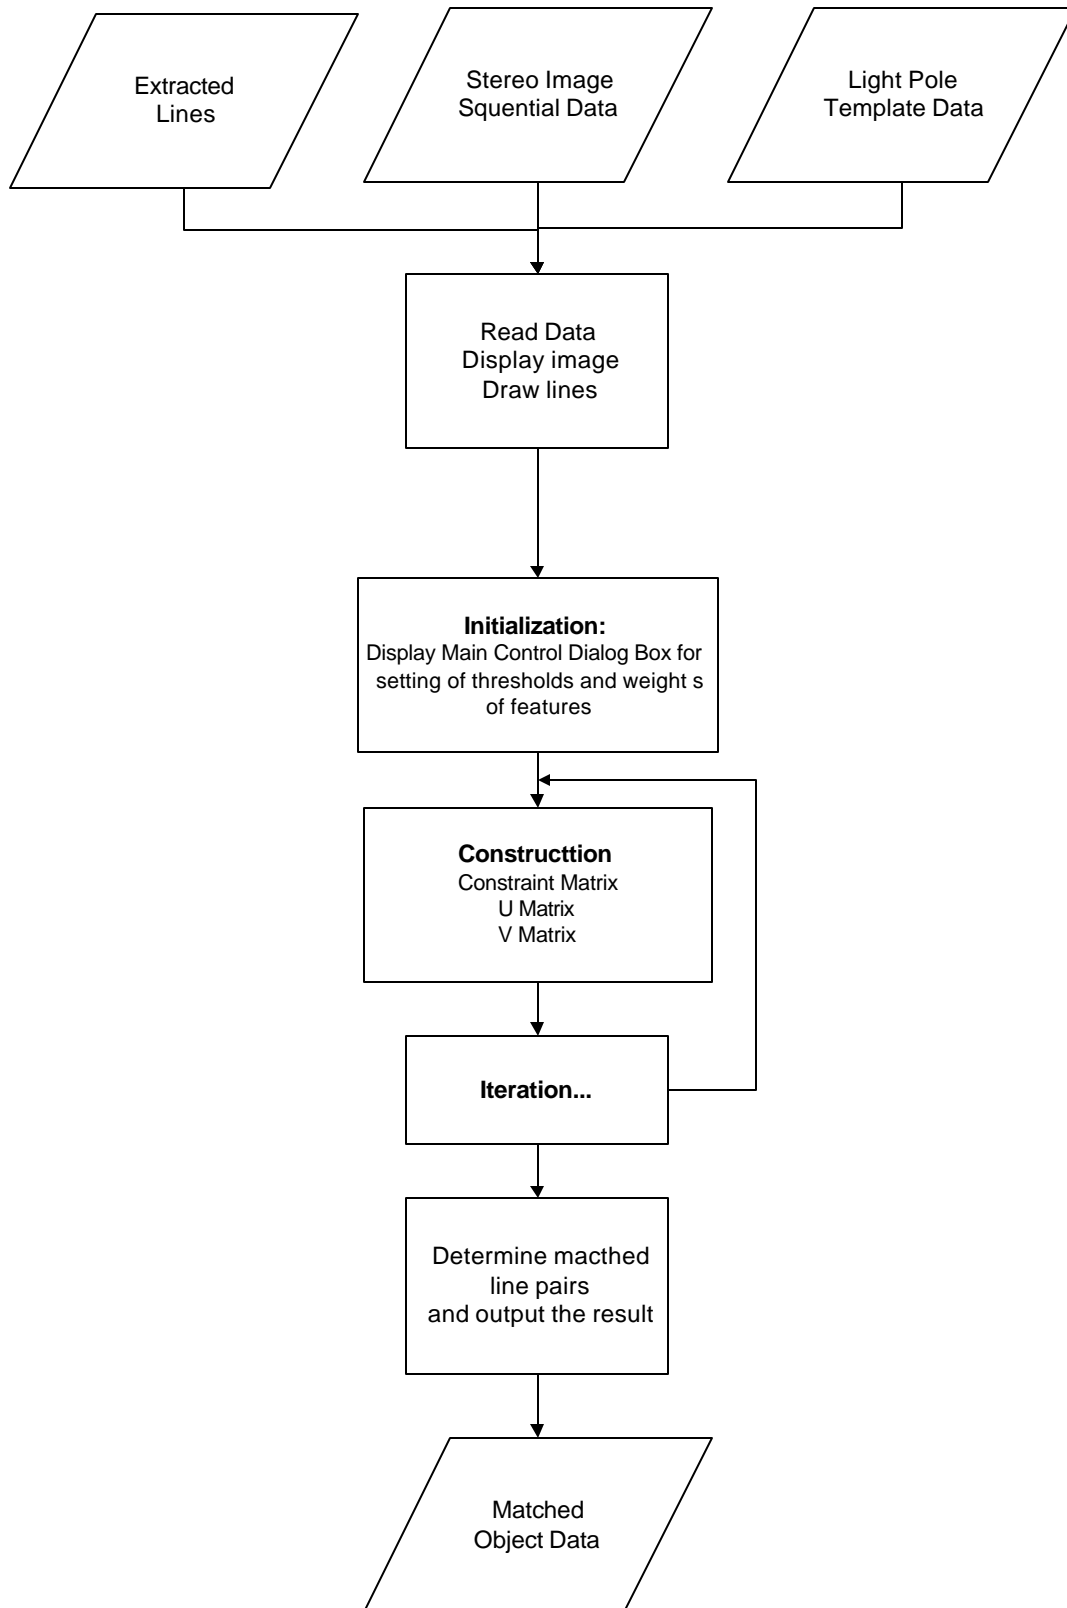 Extracted
Lines
Stereo Image
Squential Data
Light Pole
Template Data
Read Data
Display image
Draw lines
Initialization:
Display Main Control Dialog Box for
setting of thresholds and weight s
of features
Constructtion
Constraint Matrix
U Matrix
V Matrix
Iteration...
Determine macthed
line pairs
and output the result
Matched
Object Data